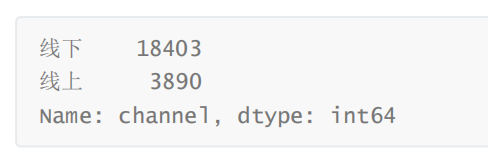 线下    18403
线上     3890
Name: channel, dtype: int64